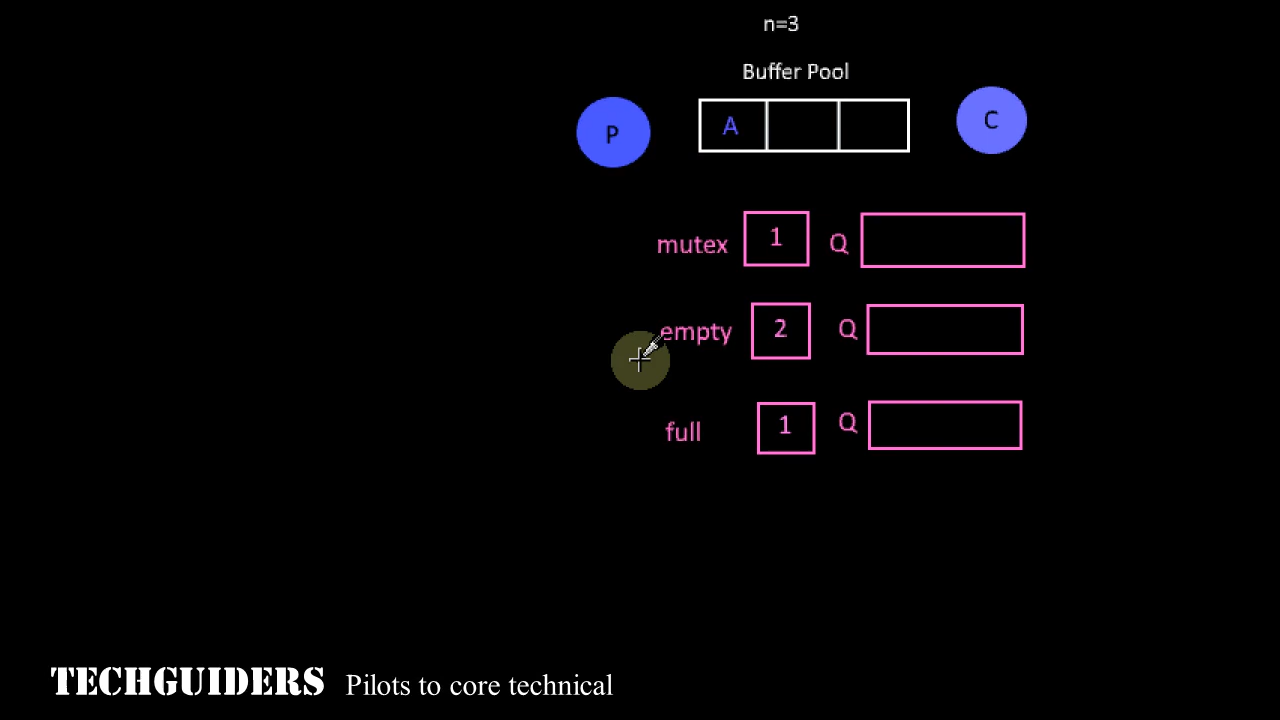 n=3
Buffer Pool
P A C
mutex 1 Q
empty 2 Q
full 1 Q
TECHGUIDERS Pilots to core technical